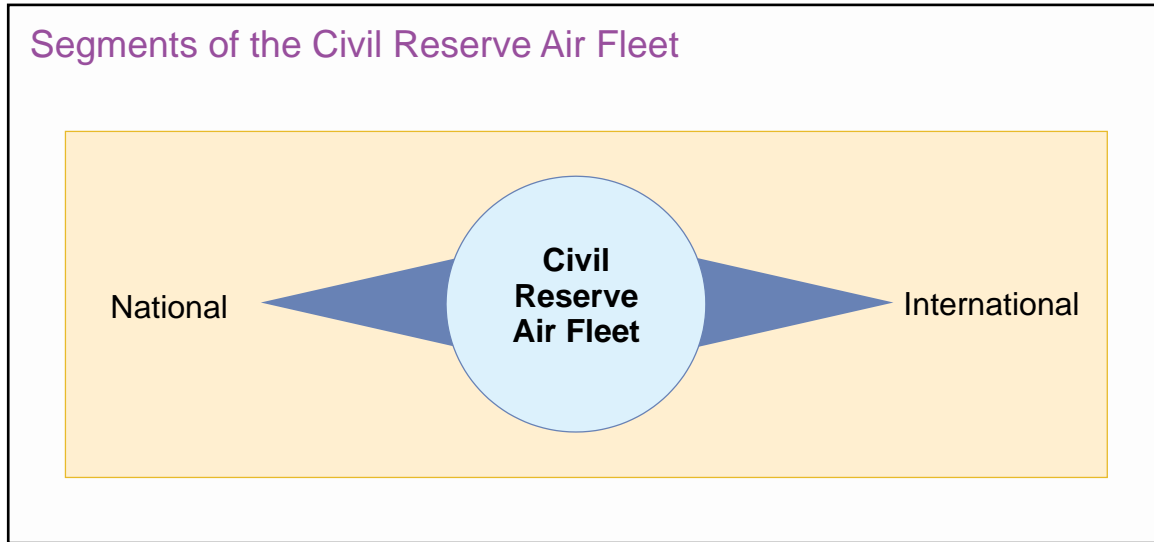 Segments of the Civil Reserve Air Fleet
National
Civil
Reserve
Air Fleet
International